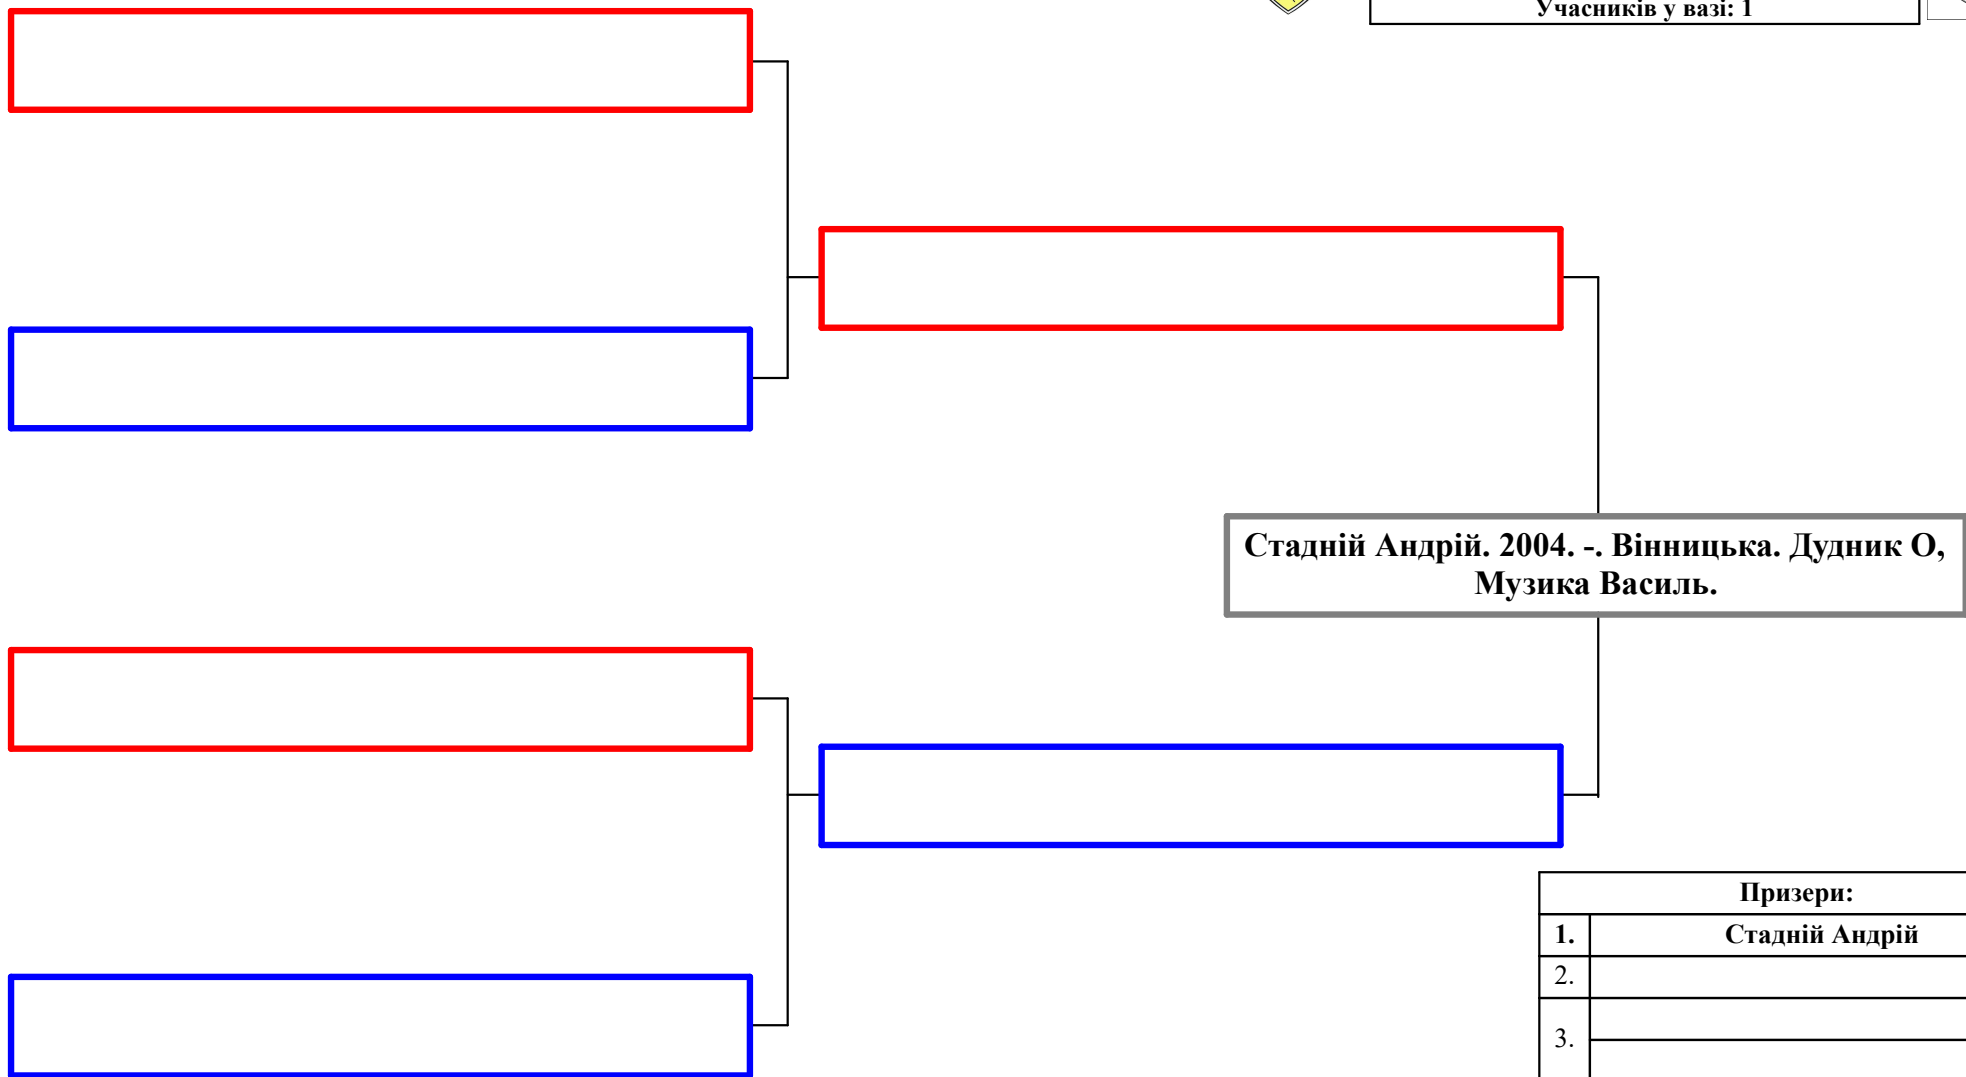 Учасників у вазі: 1
Стадній Андрій. 2004. -. Вінницька. Дудник О,
Музика Василь.
Призери:
1. Стадній Андрій
2.
3.